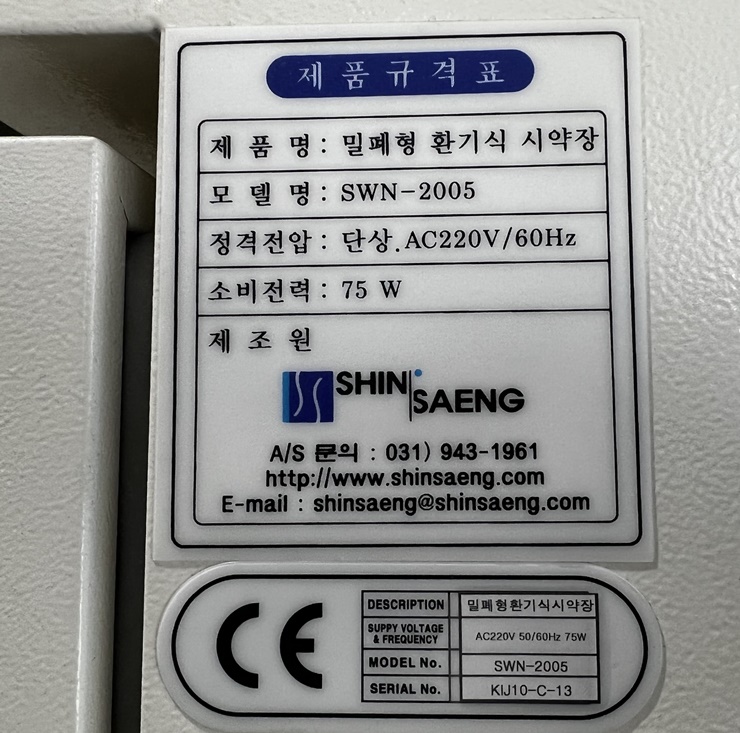 제품규격표
제 품 명 : 밀폐형 환기식 시약장
모 델 명 : SWN-2005
정격전압 : 단상.AC220V/60Hz
소비전력 : 75 W
제 조 원
SHIN SAENG
A/S 문의 : 031) 943-1961
http://www.shinsaeng.com
E-mail : shinsaeng@shinsaeng.com
CE
DESCRIPTION 밀폐형환기식시약장
SUPPY VOLTAGE & FREQUENCY AC220V 50/60Hz 75W
MODEL No. SWN-2005
SERIAL No. KIJ10-C-13